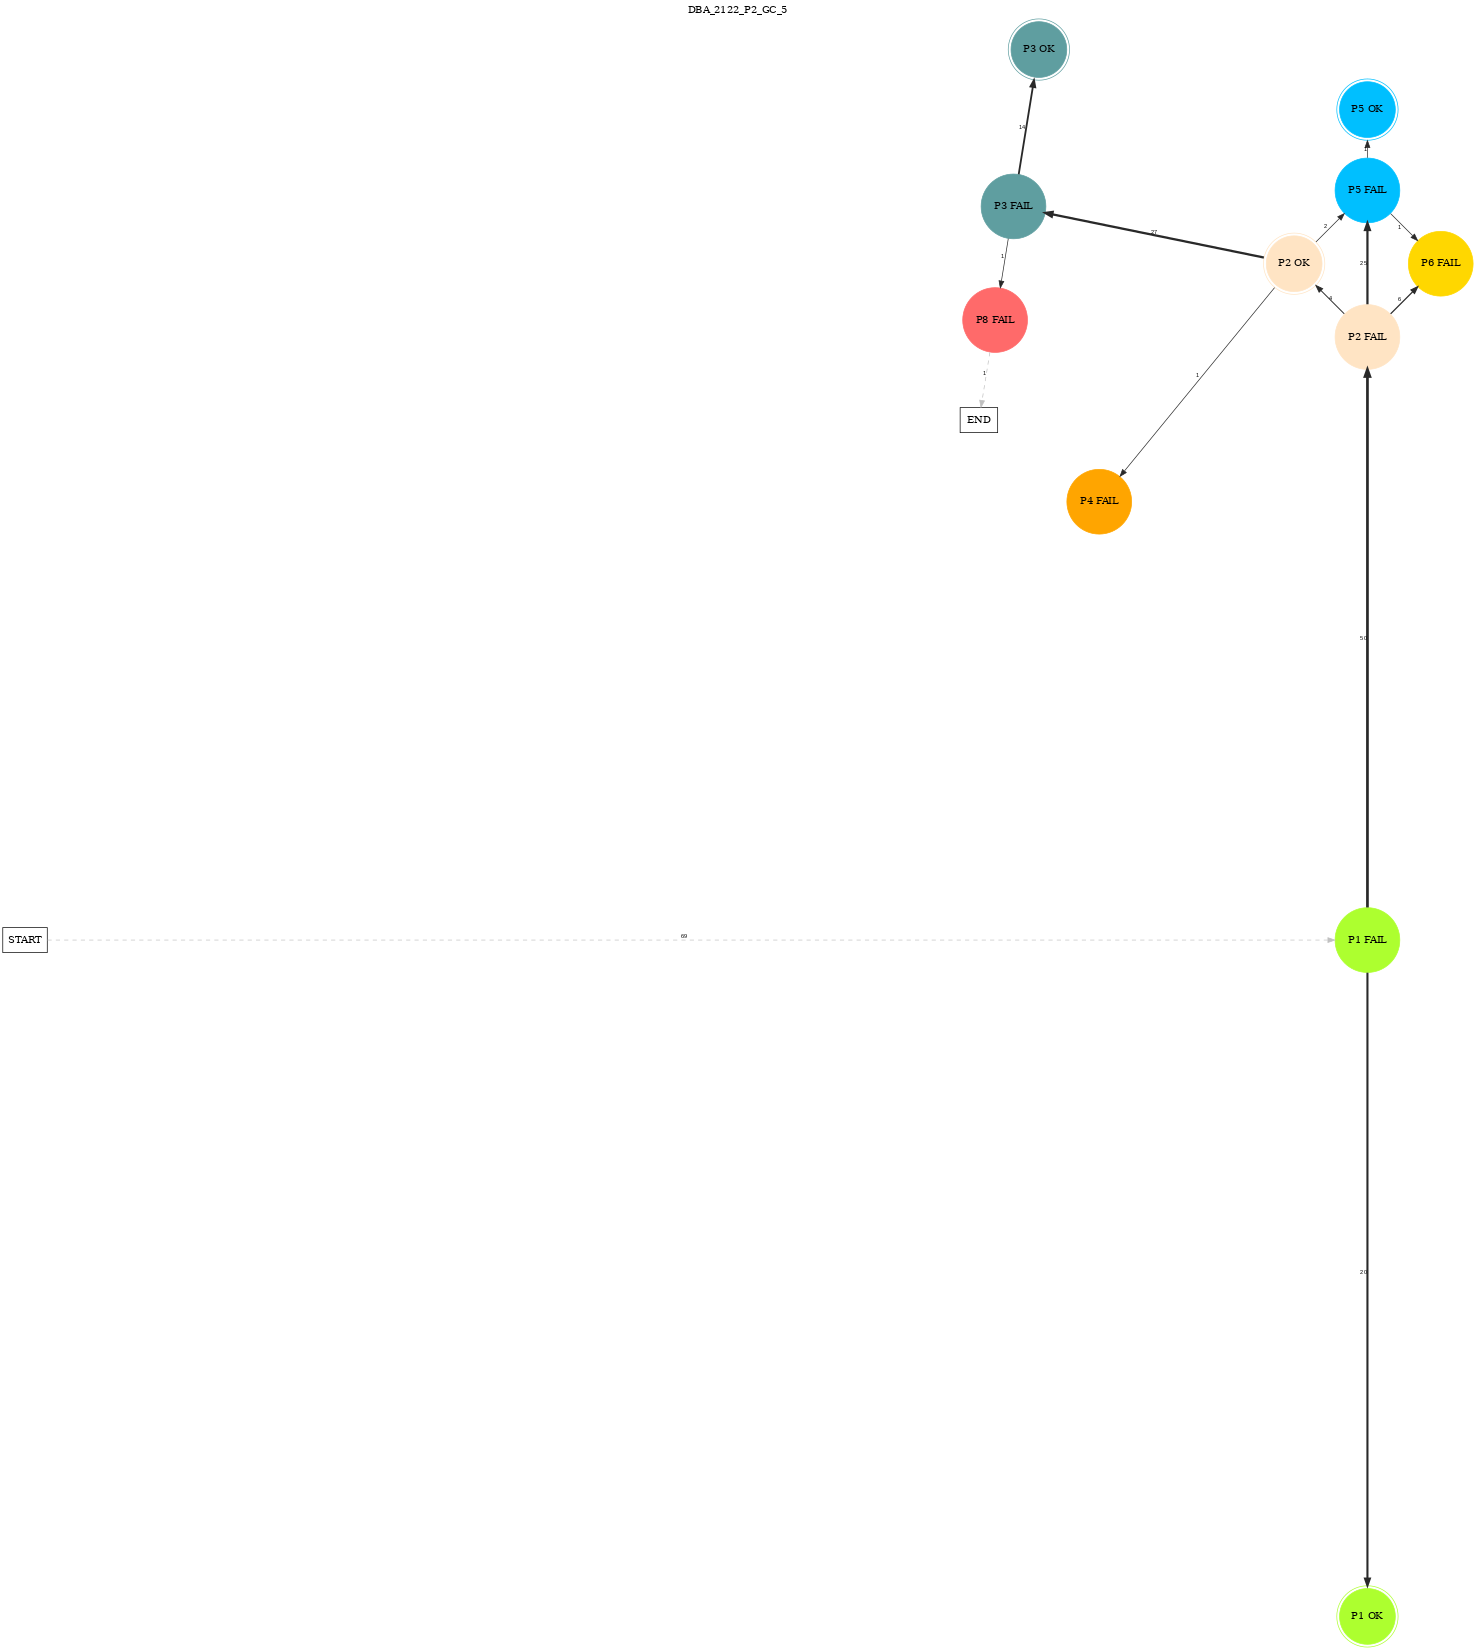 DBA_2122_P2_GC_5
P3 OK
P5 OK
14
1
P5 FAIL
P3 FAIL
2
1
27
1
P2 OK
25
P6 FAIL
4
6
P8 FAIL
P2 FAIL
1
1
END
P4 FAIL
50
69
START
P1 FAIL
20
P1 OK